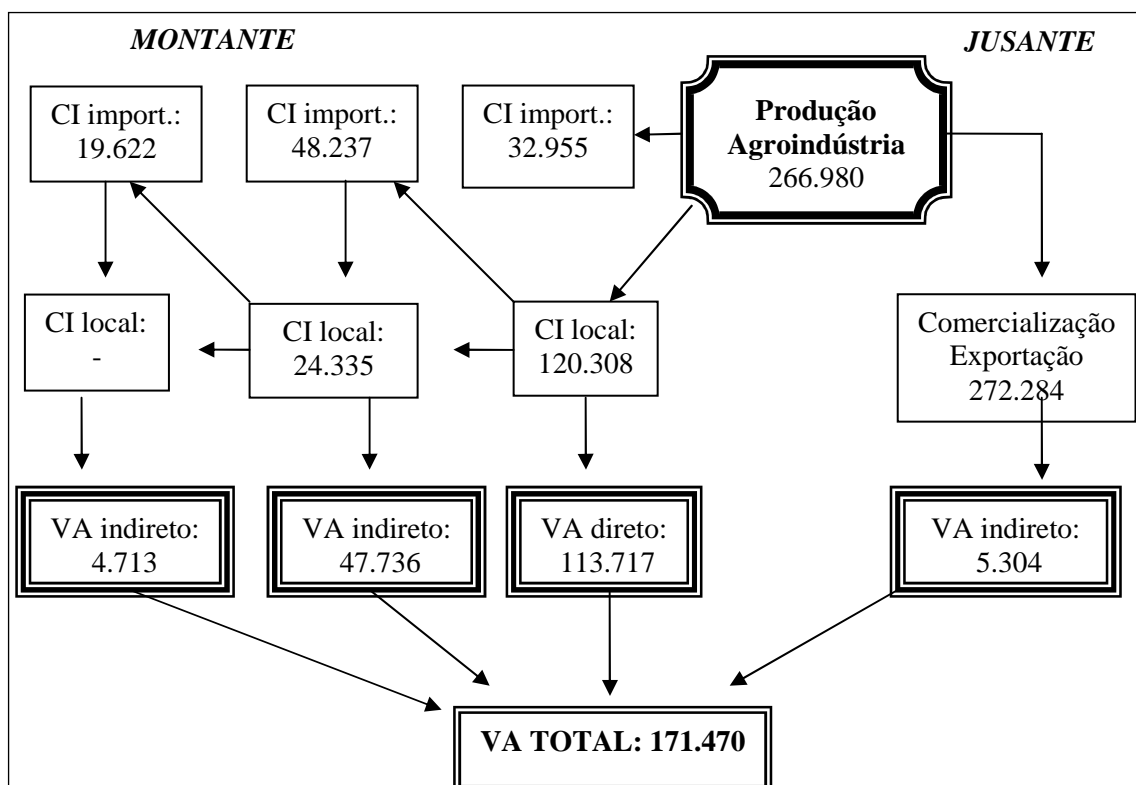 MONTANTE
JUSANTE
CI import.:
19.622
CI import.:
48.237
CI import.:
32.955
Produção
Agroindústria
266.980
CI local:
-
CI local:
24.335
CI local:
120.308
Comercialização
Exportação
272.284
VA indireto:
4.713
VA indireto:
47.736
VA direto:
113.717
VA indireto:
5.304
VA TOTAL: 171.470